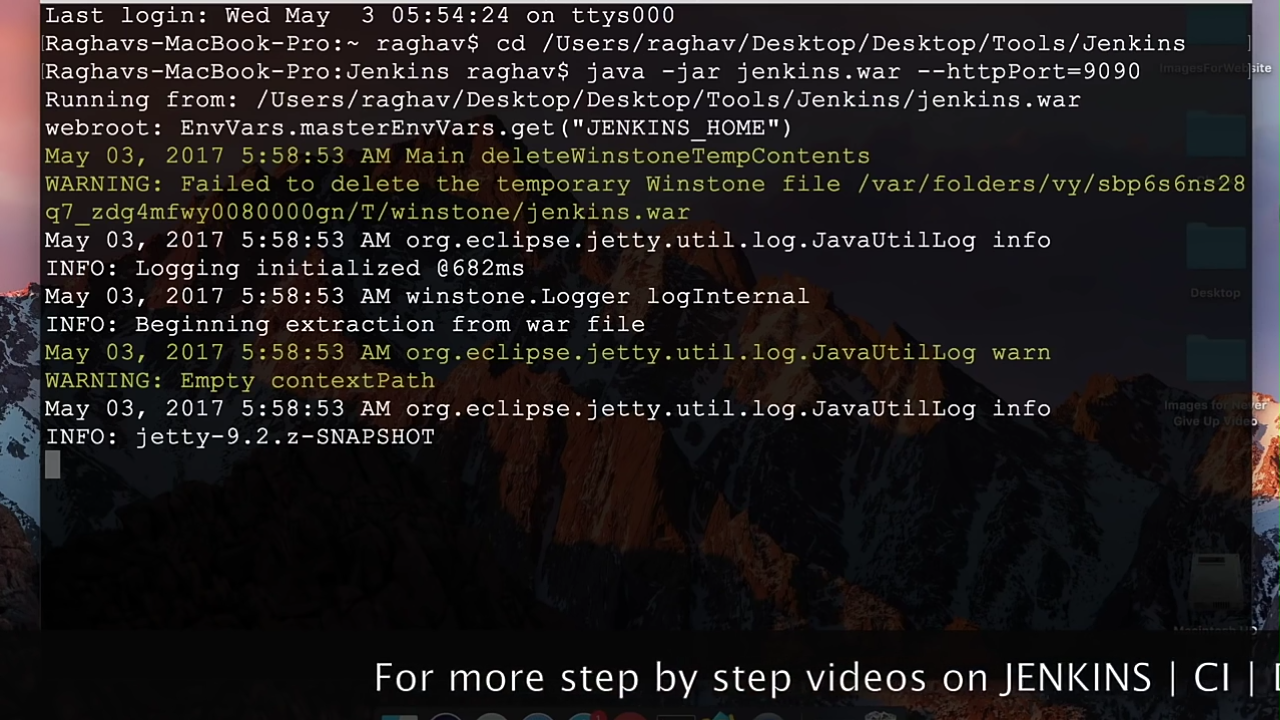 Last login: Wed May  3 05:54:24 on ttys000
[Raghavs-MacBook-Pro:~ raghav$ cd /Users/raghav/Desktop/Desktop/Tools/Jenkins ]
[Raghavs-MacBook-Pro:Jenkins raghav$ java -jar jenkins.war --httpPort=9090 ]
ImagesForWebsite
Running from: /Users/raghav/Desktop/Desktop/Tools/Jenkins/jenkins.war
webroot: EnvVars.masterEnvVars.get("JENKINS_HOME")
May 03, 2017 5:58:53 AM Main deleteWinstoneTempContents
WARNING: Failed to delete the temporary Winstone file /var/folders/vy/sbp6s6ns28
q7_zdg4mfwy0080000gn/T/winstone/jenkins.war
May 03, 2017 5:58:53 AM org.eclipse.jetty.util.log.JavaUtilLog info
INFO: Logging initialized @682ms
May 03, 2017 5:58:53 AM winstone.Logger logInternal
Desktop
INFO: Beginning extraction from war file
May 03, 2017 5:58:53 AM org.eclipse.jetty.util.log.JavaUtilLog warn
WARNING: Empty contextPath
May 03, 2017 5:58:53 AM org.eclipse.jetty.util.log.JavaUtilLog info
INFO: jetty-9.2.z-SNAPSHOT
Images for Never
Give Up Video
For more step by step videos on JENKINS | CI |